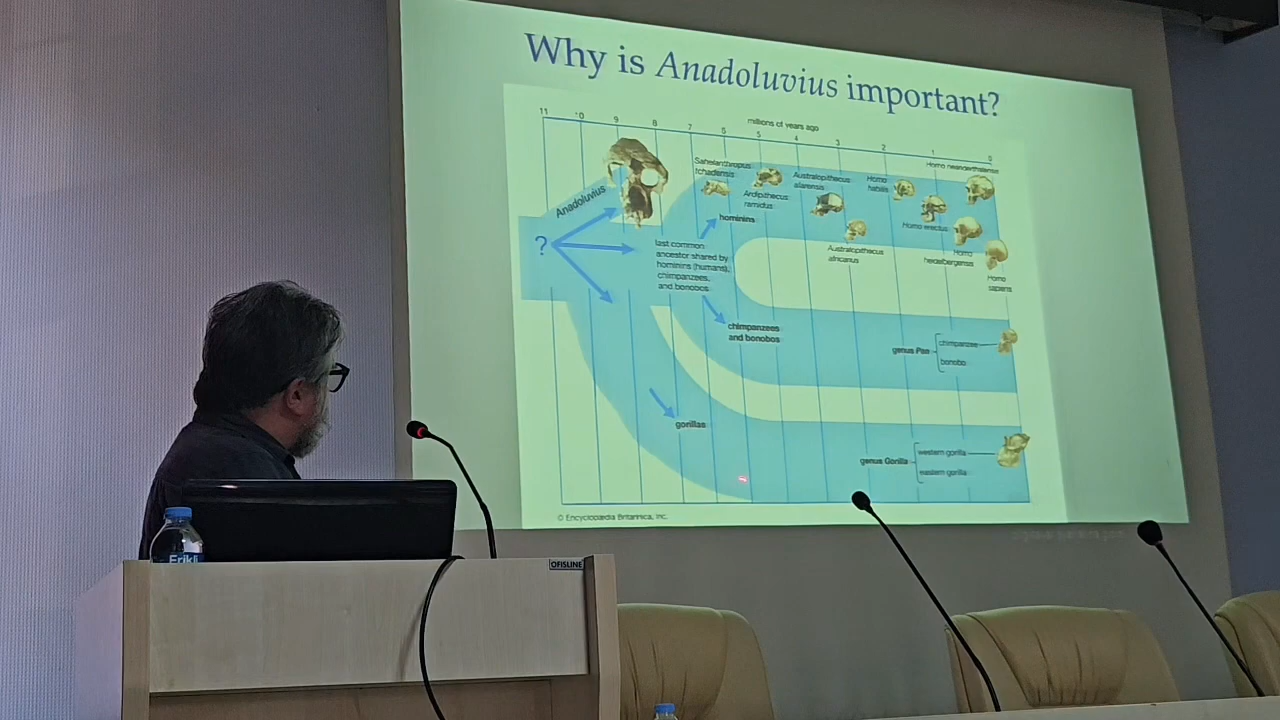 Why is Anadoluvius important?
millions of years ago
11 10 9 8 7 6 5 4 3 2 1 0
Anadoluvius
?
Sahelanthropus
tchadensis
Ardipithecus
ramidus
Australopithecus
afarensis
Australopithecus
africanus
Homo
habilis
Homo erectus
Homo neanderthalensis
Homo
heidelbergensis
Homo
sapiens
hominins
last common
ancestor shared by
hominins (humans),
chimpanzees,
and bonobos
chimpanzees
and bonobos
genus Pan
chimpanzee
bonobo
gorillas
genus Gorilla
western gorilla
eastern gorilla
© Encyclopædia Britannica, Inc.
Erikli
OFISLINE